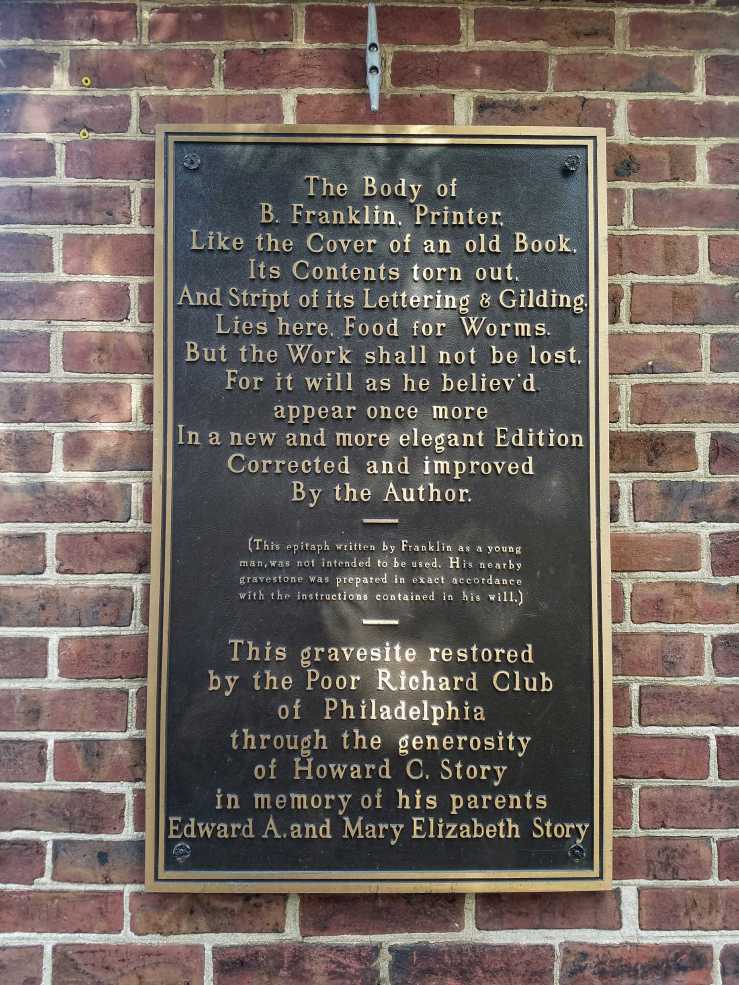 The Body of
B. Franklin, Printer,
Like the Cover of an old Book,
Its Contents torn out,
And Stript of its Lettering & Gilding,
Lies here, Food for Worms.
But the Work shall not be lost,
For it will as he believ'd
appear once more
In a new and more elegant Edition
Corrected and improved
By the Author.
(This epitaph written by Franklin as a young
man, was not intended to be used. His nearby
gravestone was prepared in exact accordance
with the instructions contained in his will.)
This gravesite restored
by the Poor Richard Club
of Philadelphia
through the generosity
of Howard C. Story
in memory of his parents
Edward A. and Mary Elizabeth Story